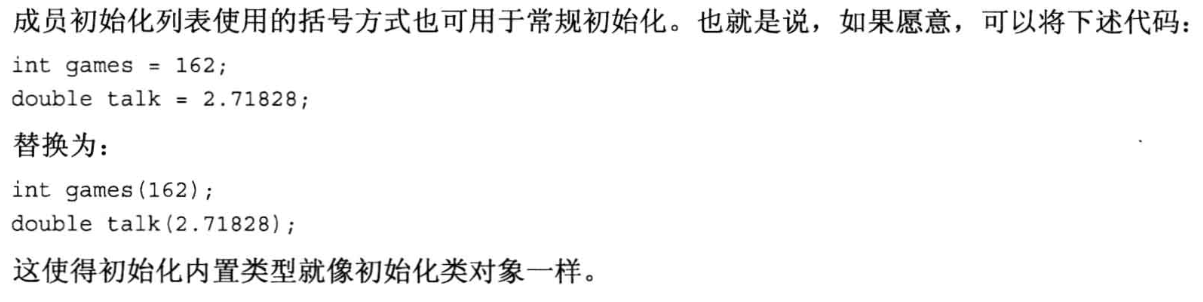 成员初始化列表使用的括号方式也可用于常规初始化。也就是说，如果愿意，可以将下述代码：
int games = 162;
double talk = 2.71828;
替换为：
int games(162);
double talk(2.71828);
这使得初始化内置类型就像初始化类对象一样。